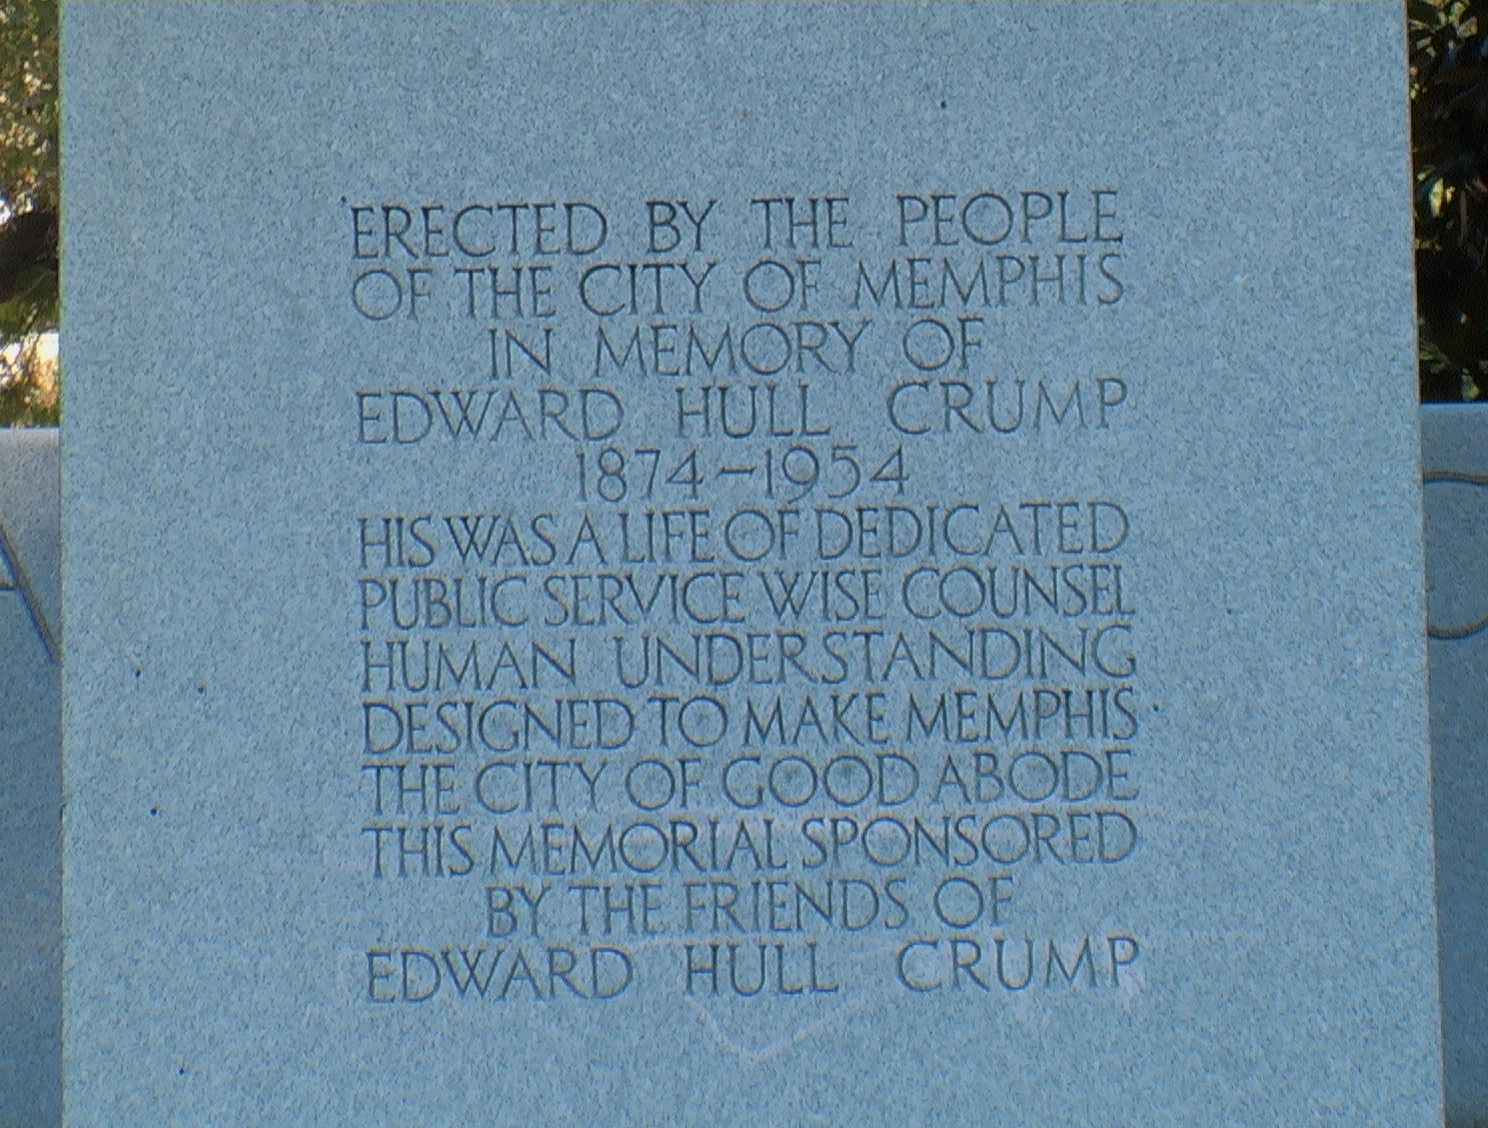 ERECTED BY THE PEOPLE
OF THE CITY OF MEMPHIS
IN MEMORY OF
EDWARD HULL CRUMP
1874–1954
HIS WAS A LIFE OF DEDICATED
PUBLIC SERVICE WISE COUNSEL
HUMAN UNDERSTANDING
DESIGNED TO MAKE MEMPHIS
THE CITY OF GOOD ABODE
THIS MEMORIAL SPONSORED
BY THE FRIENDS OF
EDWARD HULL CRUMP